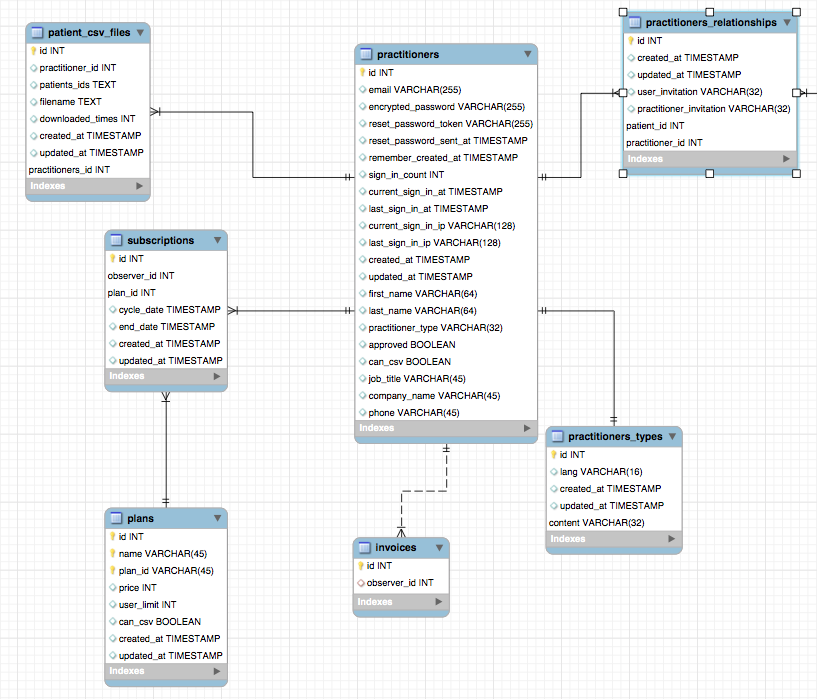 patient_csv_files
id INT
practitioner_id INT
patients_ids TEXT
filename TEXT
downloaded_times INT
created_at TIMESTAMP
updated_at TIMESTAMP
practitioners_id INT
Indexes
practitioners
id INT
email VARCHAR(255)
encrypted_password VARCHAR(255)
reset_password_token VARCHAR(255)
reset_password_sent_at TIMESTAMP
remember_created_at TIMESTAMP
sign_in_count INT
current_sign_in_at TIMESTAMP
last_sign_in_at TIMESTAMP
current_sign_in_ip VARCHAR(128)
last_sign_in_ip VARCHAR(128)
created_at TIMESTAMP
updated_at TIMESTAMP
first_name VARCHAR(64)
last_name VARCHAR(64)
practitioner_type VARCHAR(32)
approved BOOLEAN
can_csv BOOLEAN
job_title VARCHAR(45)
company_name VARCHAR(45)
phone VARCHAR(45)
Indexes
practitioners_relationships
id INT
created_at TIMESTAMP
updated_at TIMESTAMP
user_invitation VARCHAR(32)
practitioner_invitation VARCHAR(32)
patient_id INT
practitioner_id INT
Indexes
subscriptions
id INT
observer_id INT
plan_id INT
cycle_date TIMESTAMP
end_date TIMESTAMP
created_at TIMESTAMP
updated_at TIMESTAMP
Indexes
practitioners_types
id INT
lang VARCHAR(16)
created_at TIMESTAMP
updated_at TIMESTAMP
content VARCHAR(32)
Indexes
plans
id INT
name VARCHAR(45)
plan_id VARCHAR(45)
price INT
user_limit INT
can_csv BOOLEAN
created_at TIMESTAMP
updated_at TIMESTAMP
Indexes
invoices
id INT
observer_id INT
Indexes